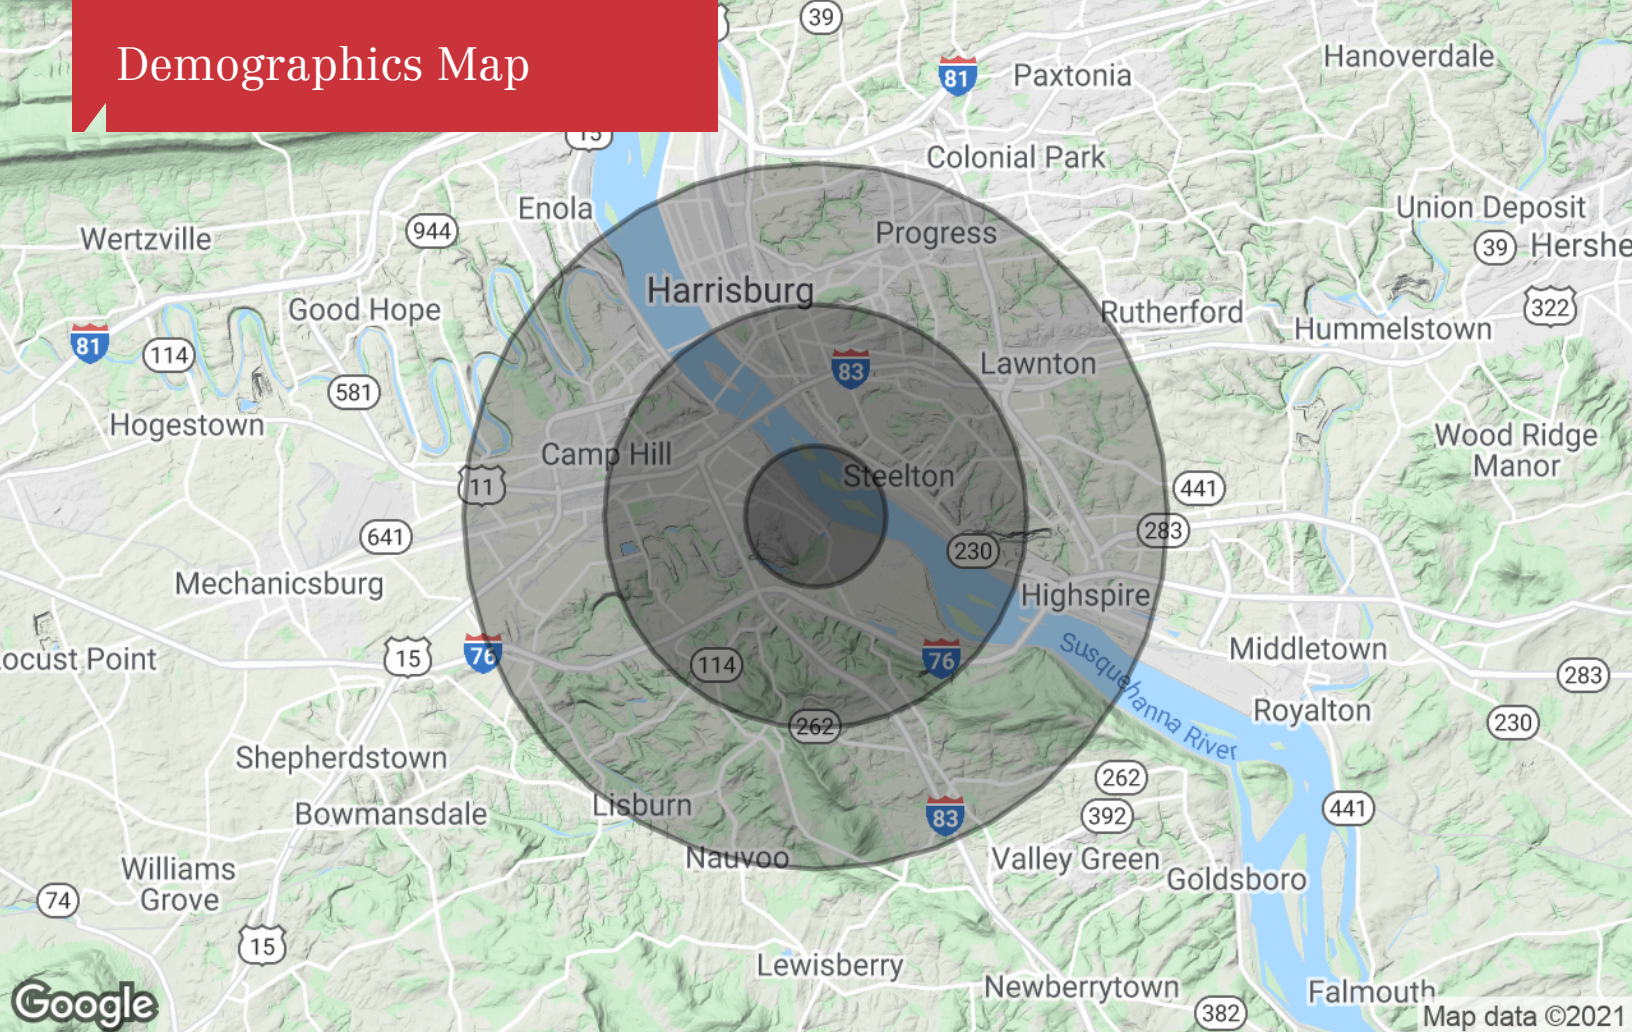 Demographics Map
39
81
Paxtonia
Hanoverdale
15
Colonial Park
Enola
Union Deposit
944
Progress
Wertzville
39
Hershe
Harrisburg
Good Hope
Rutherford
322
Hummelstown
81
114
83
Lawnton
581
Hogestown
Camp Hill
Wood Ridge
Manor
Steelton
11
441
283
641
230
Mechanicsburg
Highspire
Susquehanna River
Middletown
ocust Point
15
76
114
76
283
Royalton
262
230
Shepherdstown
262
Lisburn
441
Bowmansdale
83
392
Nauvoo
Valley Green
Williams
Grove
Goldsboro
74
15
Lewisberry
Newberrytown
Falmouth
Google
382
Map data ©2021